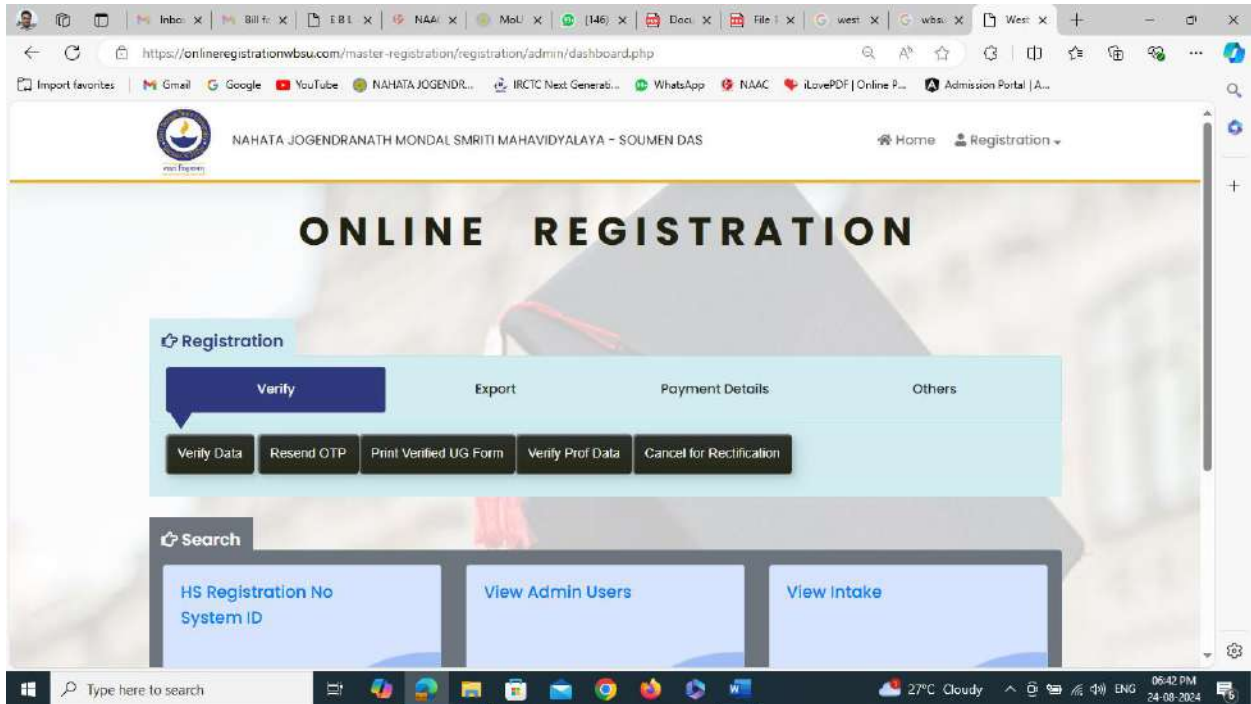 Inbo
Bill fo
NAAC
MoU
(146)
Docu
File
west
wbsu
West
https://onlineregistrationwbsu.com/master-registration/registration/admin/dashboard.php
Import favorites
Gmail
Google
YouTube
NAHATA JOGENDR...
IRCTC Next Generati...
WhatsApp
NAAC
iLovePDF | Online P...
Admission Portal | A...
NAHATA JOGENDRANATH MONDAL SMRITI MAHAVIDYALAYA - SOUMEN DAS
Home
Registration
ONLINE REGISTRATION
Registration
Verify
Export
Payment Details
Others
Verify Data
Resend OTP
Print Verified UG Form
Verify Prof Data
Cancel for Rectification
Search
HS Registration No
System ID
View Admin Users
View Intake
Type here to search
27°C Cloudy
ENG
06:42 PM
24-08-2024